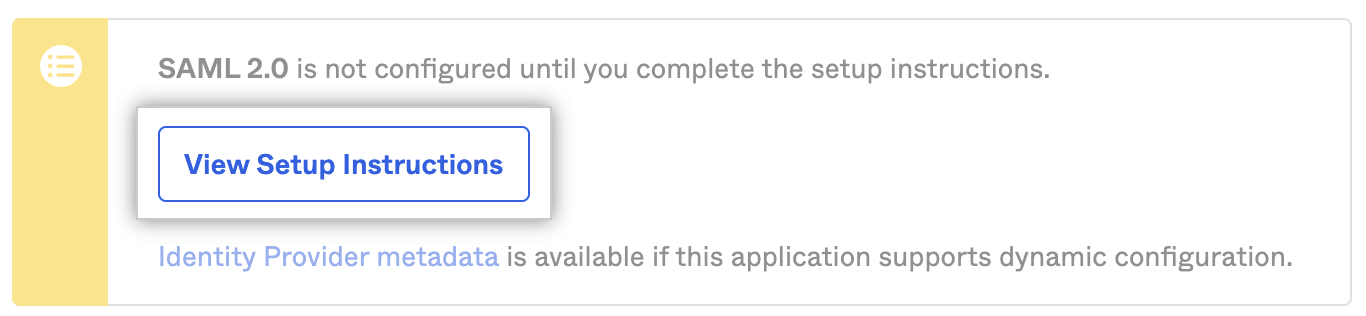 SAML 2.0 is not configured until you complete the setup instructions.
View Setup Instructions
Identity Provider metadata is available if this application supports dynamic configuration.